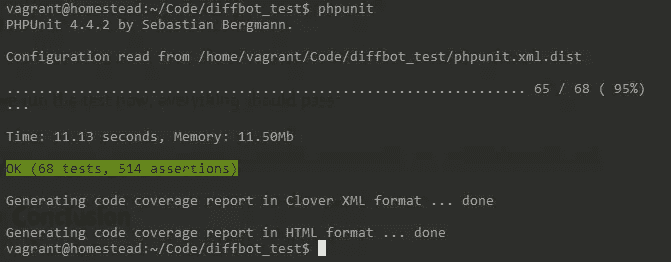 vagrant@homestead:~/Code/diffbot_test$ phpunit
PHPUnit 4.4.2 by Sebastian Bergmann.
Configuration read from /home/vagrant/Code/diffbot_test/phpunit.xml.dist
................................................................. 65 / 68 ( 95%)
...
Time: 11.13 seconds, Memory: 11.50Mb
OK (68 tests, 514 assertions)
Generating code coverage report in Clover XML format ... done
Conclusion
Generating code coverage report in HTML format ... done
vagrant@homestead:~/Code/diffbot_test$